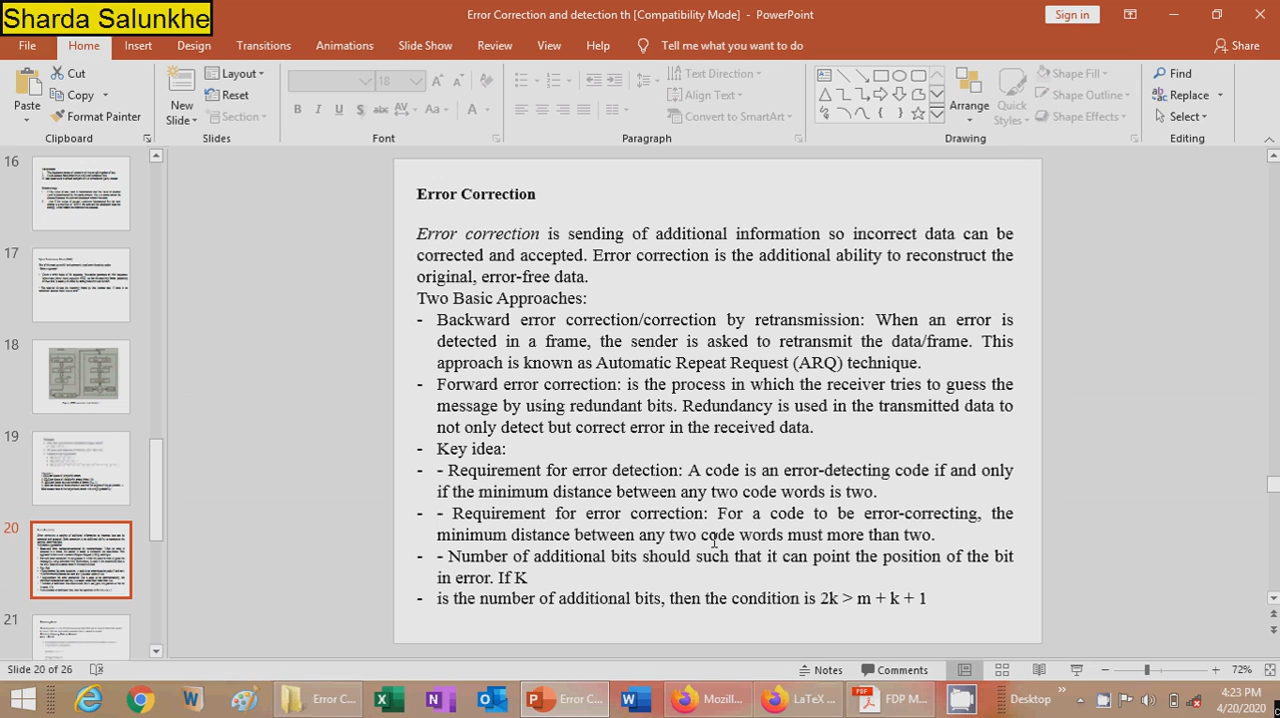 Sharda Salunkhe
Error Correction and detection th [Compatibility Mode] - PowerPoint
Sign in
File Home Insert Design Transitions Animations Slide Show Review View Help Tell me what you want to do Share
Cut
Copy
Format Painter
Paste
Clipboard
New
Slide
Layout
Reset
Section
Slides
18
B I U S abc AV Aa A
Font
Text Direction
Align Text
Convert to SmartArt
Paragraph
Arrange
Quick
Styles
Shape Fill
Shape Outline
Shape Effects
Drawing
Find
Replace
Select
Editing
16
17
18
19
20
21
Error Correction
Error correction is sending of additional information so incorrect data can be
corrected and accepted. Error correction is the additional ability to reconstruct the
original, error-free data.
Two Basic Approaches:
- Backward error correction/correction by retransmission: When an error is
detected in a frame, the sender is asked to retransmit the data/frame. This
approach is known as Automatic Repeat Request (ARQ) technique.
- Forward error correction: is the process in which the receiver tries to guess the
message by using redundant bits. Redundancy is used in the transmitted data to
not only detect but correct error in the received data.
- Key idea:
- - Requirement for error detection: A code is an error-detecting code if and only
if the minimum distance between any two code words is two.
- - Requirement for error correction: For a code to be error-correcting, the
minimum distance between any two code words must more than two.
- - Number of additional bits should such that can point the position of the bit
in error. If K
- is the number of additional bits, then the condition is 2k > m + k + 1
Slide 20 of 26
Notes Comments 72%
Error C... Error C... Mozil... LaTeX ... FDP M... Desktop
4:23 PM
4/20/2020